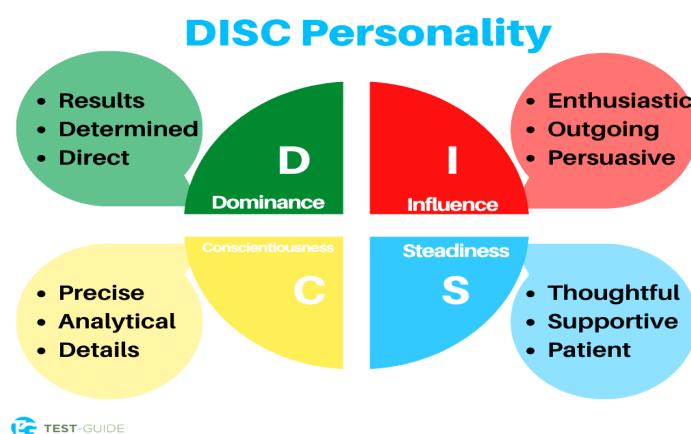 DISC Personality
• Results
• Determined
• Direct
D
Dominance
I
Influence
• Enthusiastic
• Outgoing
• Persuasive
• Precise
• Analytical
• Details
Conscientiousness
C
Steadiness
S
• Thoughtful
• Supportive
• Patient
TEST-GUIDE